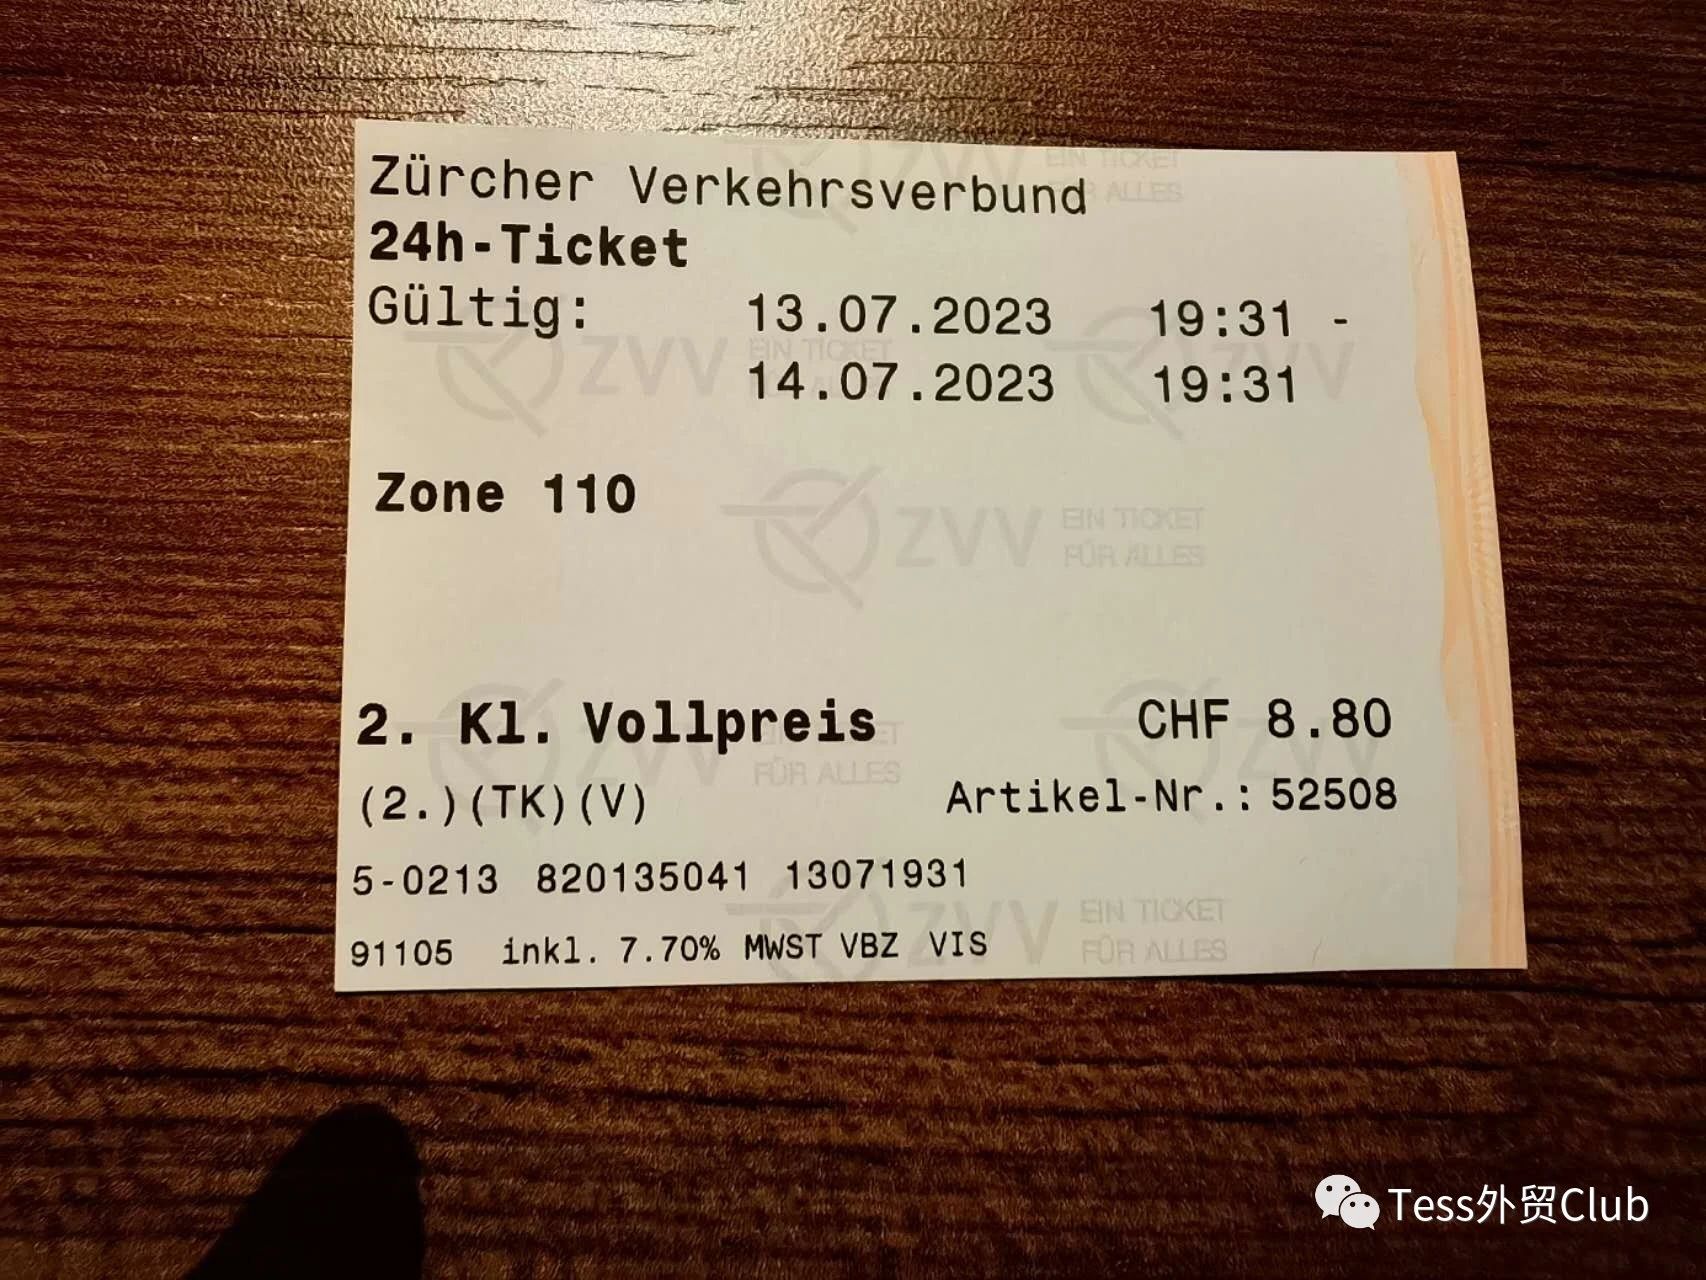 Zürcher Verkehrsverbund
24h-Ticket
Gültig: 13.07.2023 19:31 -
14.07.2023 19:31
Zone 110
2. Kl. Vollpreis CHF 8.80
(2.)(TK)(V) Artikel-Nr.: 52508
5-0213 820135041 13071931
91105 inkl. 7.70% MWST VBZ VIS
ZVV EIN TICKET
FÜR ALLES
Tess外贸Club